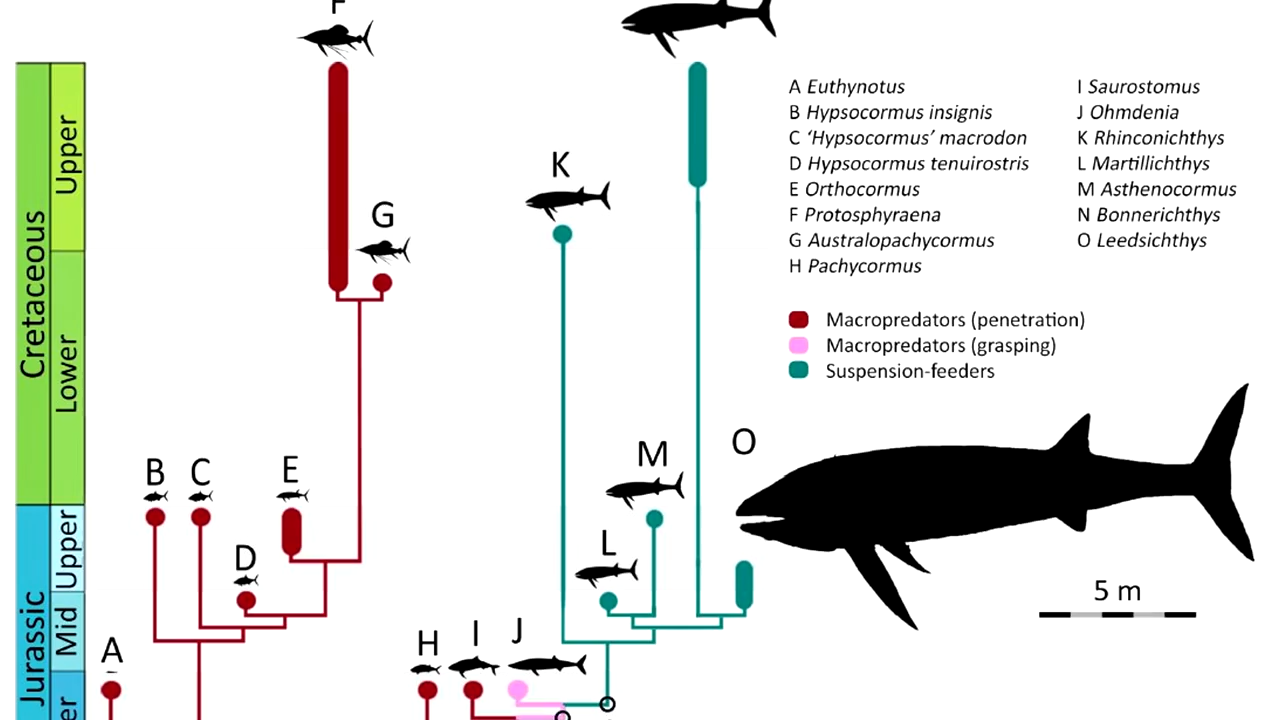 F
K
G
A Euthynotus
B Hypsocormus insignis
C ‘Hypsocormus’ macrodon
D Hypsocormus tenuirostris
E Orthocormus
F Protosphyraena
G Australopachycormus
H Pachycormus
I Saurostomus
J Ohmdenia
K Rhinconichthys
L Martillichthys
M Asthenocormus
N Bonnerichthys
O Leedsichthys
Macropredators (penetration)
Macropredators (grasping)
Suspension-feeders
Cretaceous
Upper
Lower
B
C
E
M
O
D
L
Jurassic
Upper
Mid
5 m
A
H
I
J
er